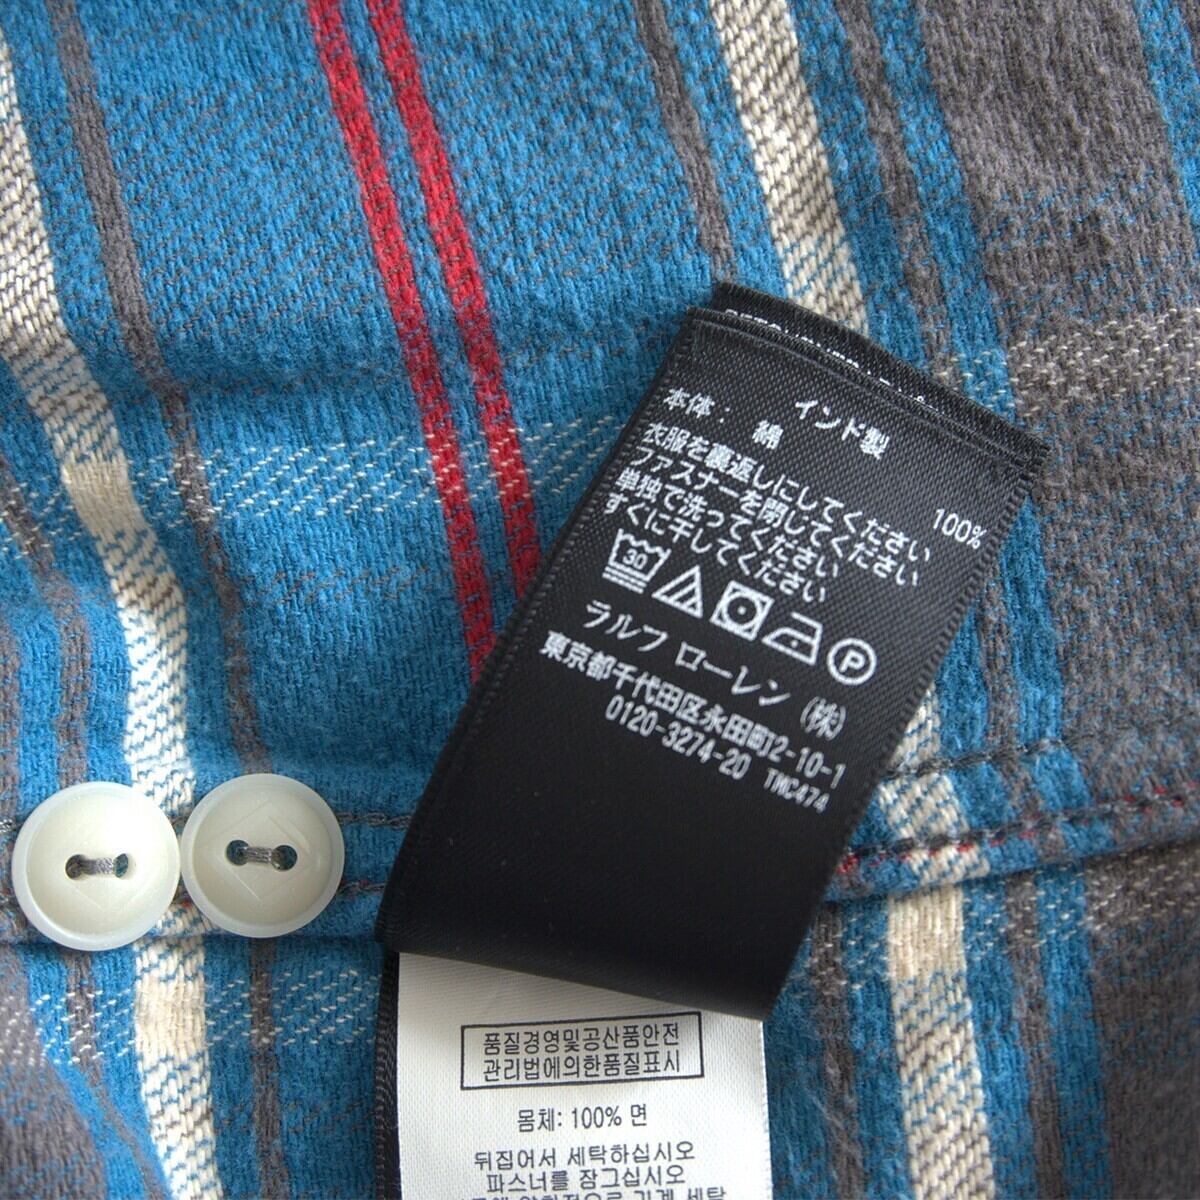 インド製
本体: 綿 100%
衣服を裏返しにしてください
ファスナーを閉じてください
単独で洗ってください
すぐに干してください
30 P
ラルフ ローレン (株)
東京都千代田区永田町2-10-1
0120-3274-20 TMC474
품질경영및공산품안전
관리법에의한품질표시
몸체: 100% 면
뒤집어서 세탁하십시오
파스너를 잠그십시오